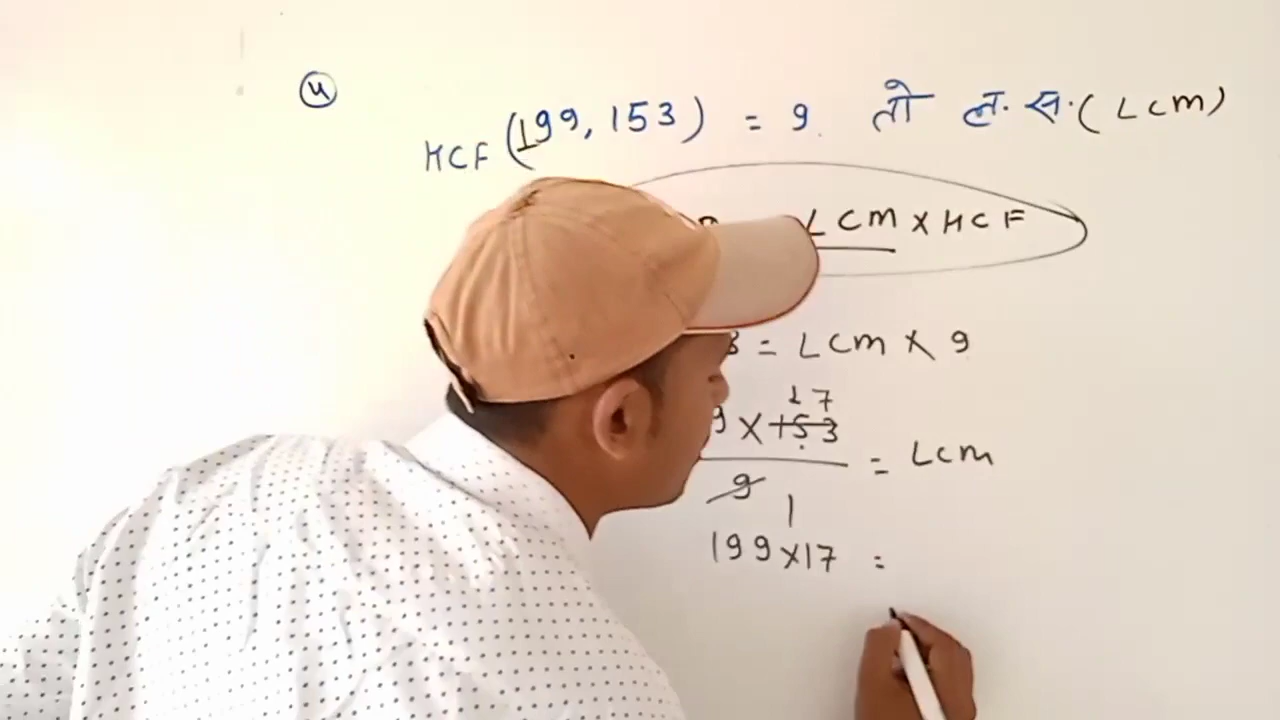 ५
HCF (199, 153) = 9 तो ल. स. (LCM)
LCM X HCF
= LCM X 9
17
9 X 153
= LCM
9
1
199 X 17 =